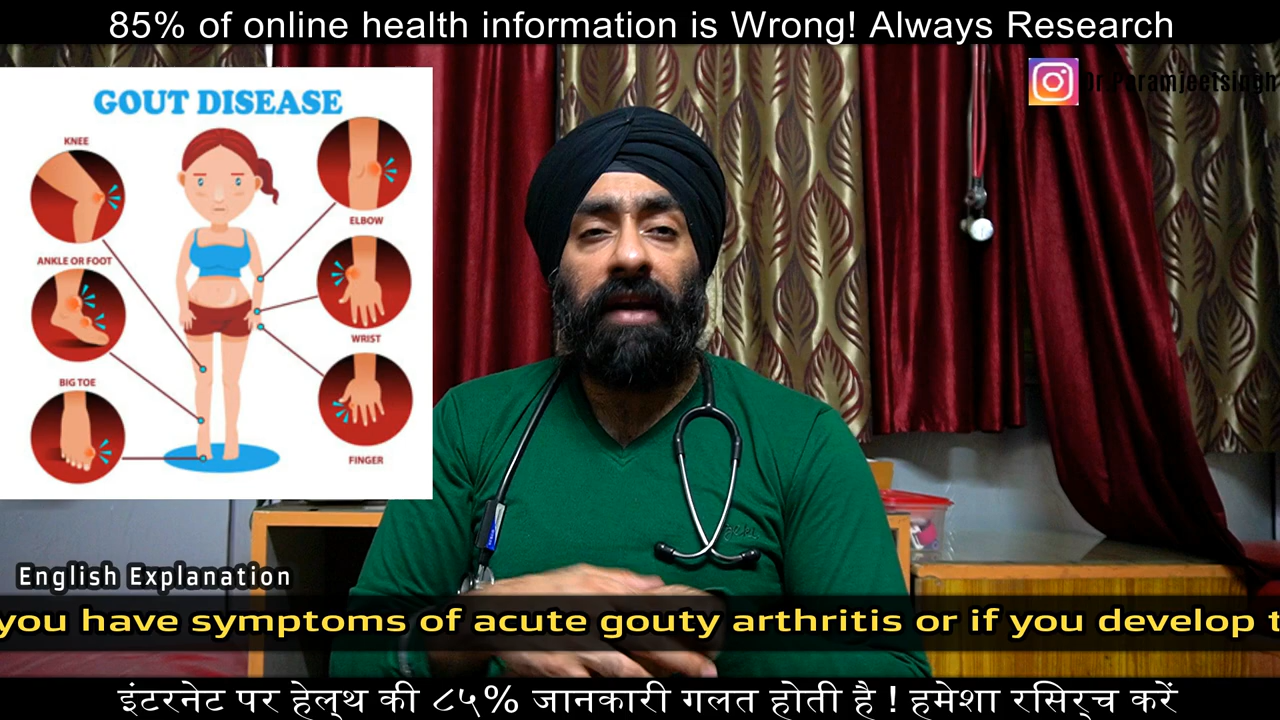 85% of online health information is Wrong! Always Research
Dr.Paramjeetsingh
GOUT DISEASE
KNEE
ELBOW
ANKLE OR FOOT
WRIST
BIG TOE
FINGER
English Explanation
you have symptoms of acute gouty arthritis or if you develop t
इंटरनेट पर हेल्थ की ८५% जानकारी गलत होती है ! हमेशा रिसर्च करें